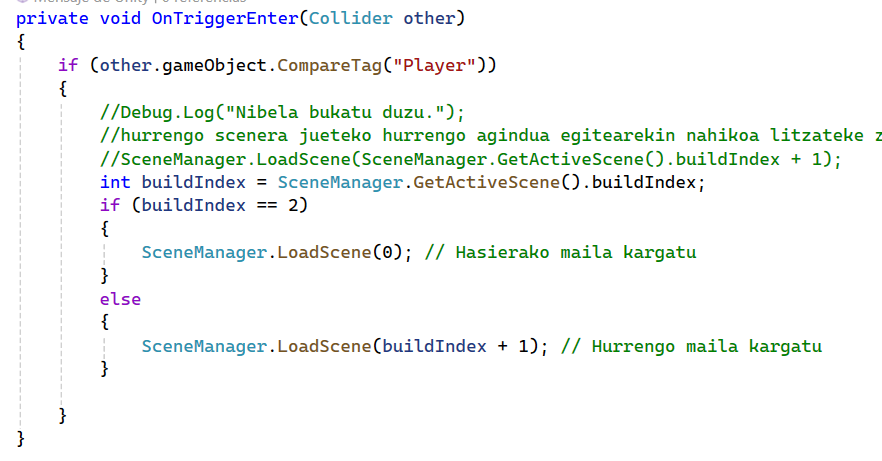 Mensaje de Unity | 0 referencias
private void OnTriggerEnter(Collider other)
{
if (other.gameObject.CompareTag("Player"))
{
//Debug.Log("Nibela bukatu duzu.");
//hurrengo scenera jueteko hurrengo agindua egitearekin nahikoa litzateke
//SceneManager.LoadScene(SceneManager.GetActiveScene().buildIndex + 1);
int buildIndex = SceneManager.GetActiveScene().buildIndex;
if (buildIndex == 2)
{
SceneManager.LoadScene(0); // Hasierako maila kargatu
}
else
{
SceneManager.LoadScene(buildIndex + 1); // Hurrengo maila kargatu
}
}
}